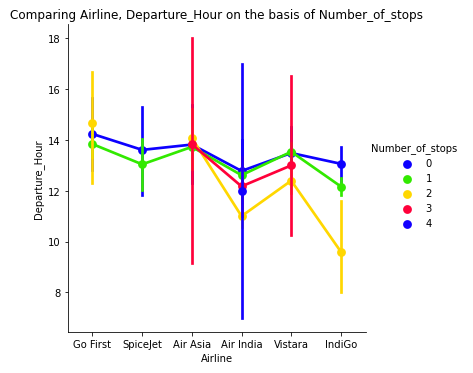 Comparing Airline, Departure_Hour on the basis of Number_of_stops
18
16
14
12
10
8
Departure_Hour
Go First SpiceJet Air Asia Air India Vistara IndiGo
Airline
Number_of_stops
0
1
2
3
4